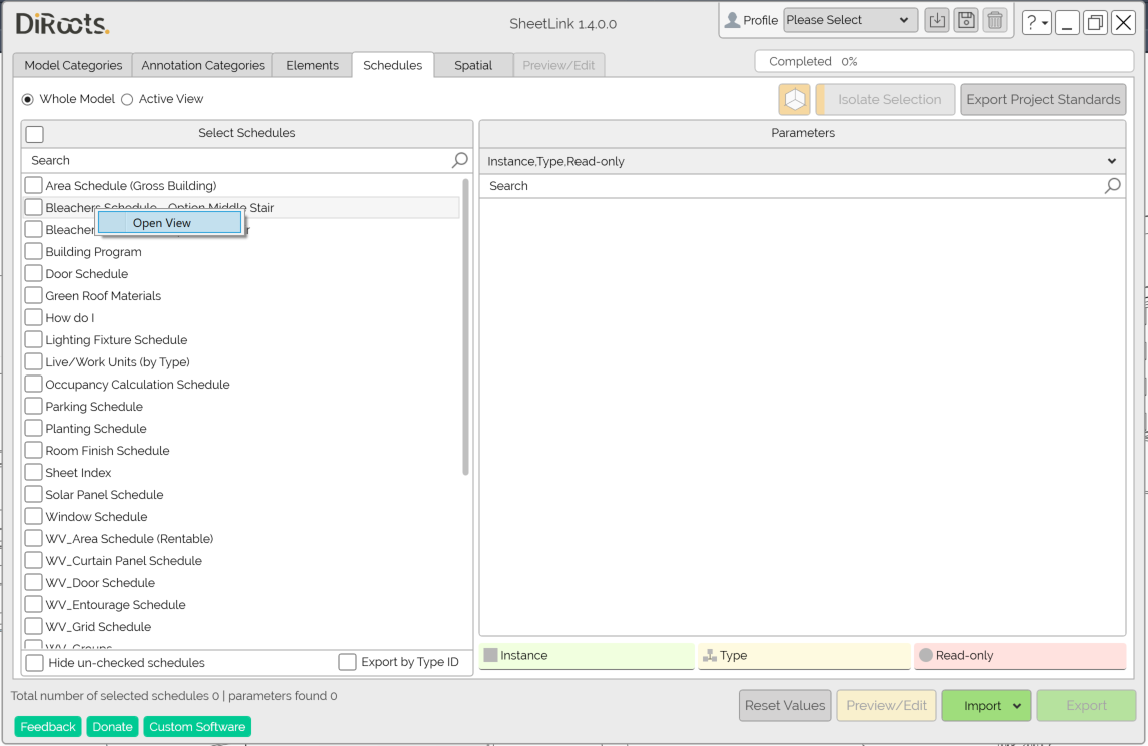 DiRoots.
SheetLink 1.4.0.0
Profile
Please Select
?
Model Categories
Annotation Categories
Elements
Schedules
Spatial
Preview/Edit
Completed 0%
Whole Model
Active View
Isolate Selection
Export Project Standards
Select Schedules
Search
Area Schedule (Gross Building)
Bleachers Schedule - Option Middle Stair
Open View
Bleacher
Building Program
Door Schedule
Green Roof Materials
How do I
Lighting Fixture Schedule
Live/Work Units (by Type)
Occupancy Calculation Schedule
Parking Schedule
Planting Schedule
Room Finish Schedule
Sheet Index
Solar Panel Schedule
Window Schedule
WV_Area Schedule (Rentable)
WV_Curtain Panel Schedule
WV_Door Schedule
WV_Entourage Schedule
WV_Grid Schedule
WV_Groups
Hide un-checked schedules
Export by Type ID
Parameters
Instance,Type,Read-only
Search
Instance
Type
Read-only
Total number of selected schedules 0 | parameters found 0
Reset Values
Preview/Edit
Import
Export
Feedback
Donate
Custom Software